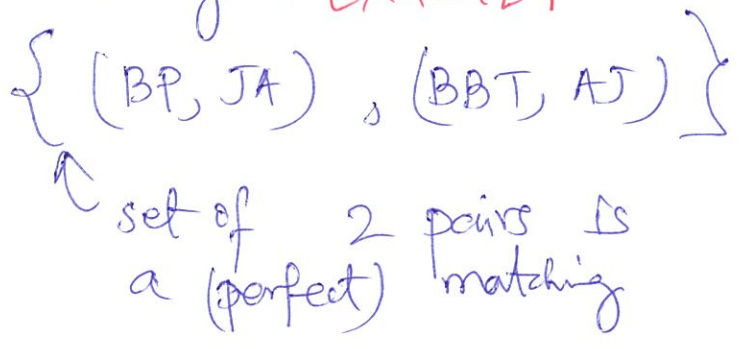 { (BP, JA) , (BBT, AJ) }
set of 2 pairs is
a (perfect) matching